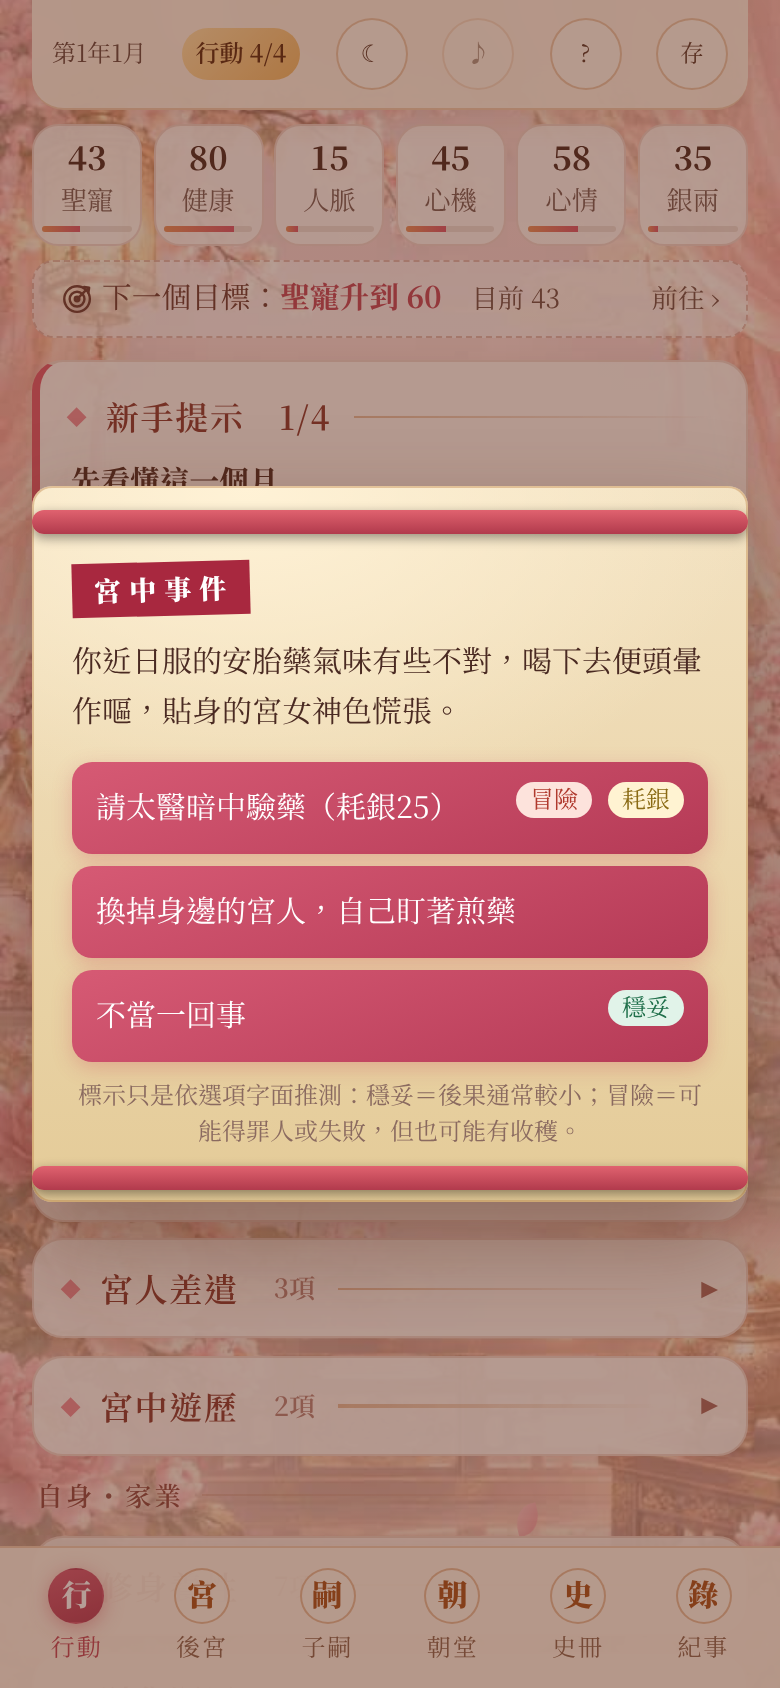 第1年1月 行動 4/4 ☾ ♪ ? 存
43 80 15 45 58 35
聖寵 健康 人脈 心機 心情 銀兩
下一個目標：聖寵升到 60 目前 43 前往 ›
新手提示 1/4
先看懂這一個月
宮中事件
你近日服的安胎藥氣味有些不對，喝下去便頭暈
作嘔，貼身的宮女神色慌張。
請太醫暗中驗藥（耗銀25） 冒險 耗銀
換掉身邊的宮人，自己盯著煎藥
不當一回事 穩妥
標示只是依選項字面推測：穩妥＝後果通常較小；冒險＝可
能得罪人或失敗，但也可能有收穫。
宮人差遣 3項 ▶
宮中遊歷 2項 ▶
自身・家業
行 宮 嗣 朝 史 錄
行動 後宮 子嗣 朝堂 史冊 紀事